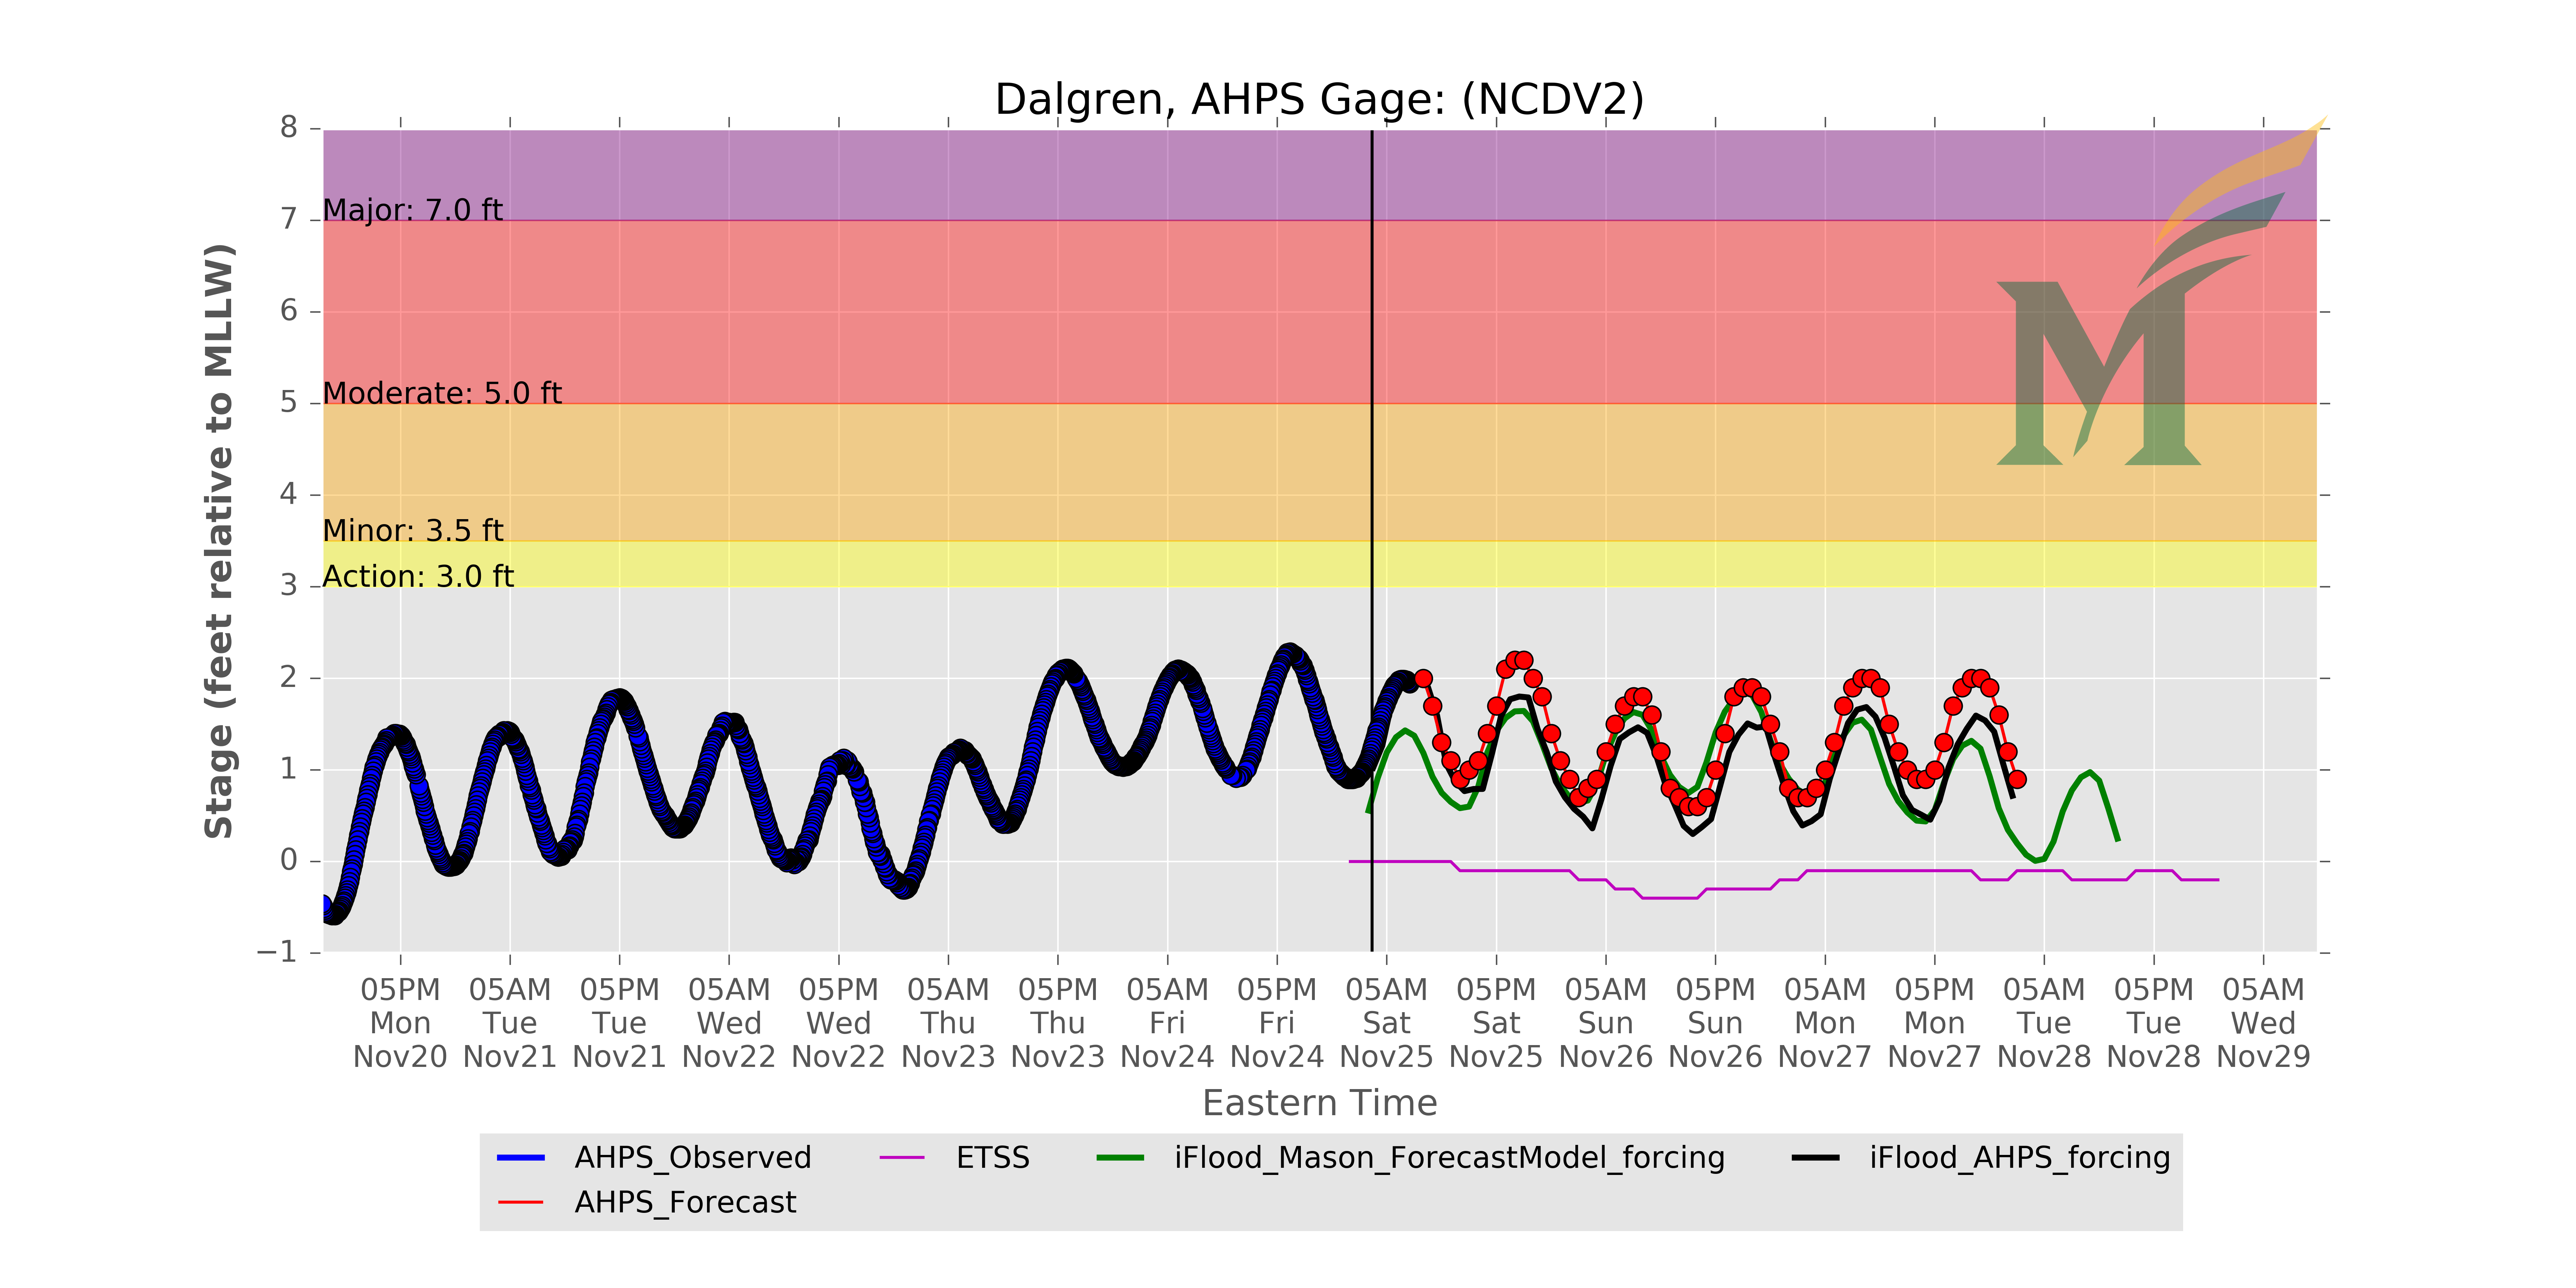 Dalgren, AHPS Gage: (NCDV2)
Stage (feet relative to MLLW)
8
7
6
5
4
3
2
1
0
−1
Major: 7.0 ft
Moderate: 5.0 ft
Minor: 3.5 ft
Action: 3.0 ft
M
05PM 05AM 05PM 05AM 05PM 05AM 05PM 05AM 05PM 05AM 05PM 05AM 05PM 05AM 05PM 05AM 05PM 05AM
Mon Tue Tue Wed Wed Thu Thu Fri Fri Sat Sat Sun Sun Mon Mon Tue Tue Wed
Nov20 Nov21 Nov21 Nov22 Nov22 Nov23 Nov23 Nov24 Nov24 Nov25 Nov25 Nov26 Nov26 Nov27 Nov27 Nov28 Nov28 Nov29
Eastern Time
AHPS_Observed ETSS iFlood_Mason_ForecastModel_forcing iFlood_AHPS_forcing
AHPS_Forecast